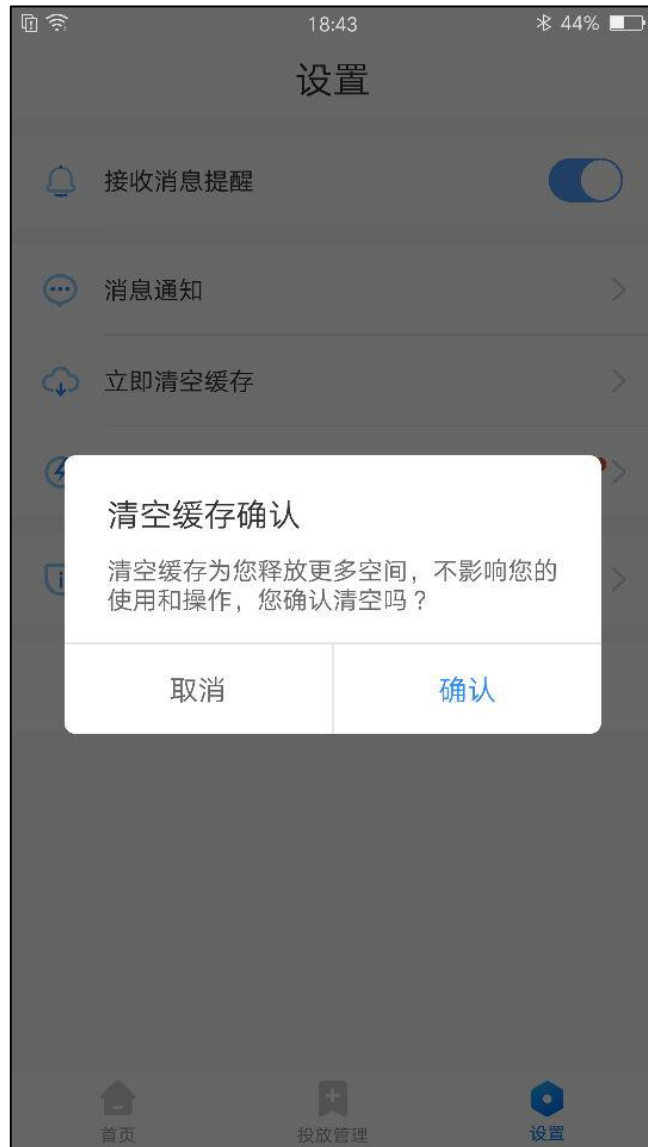 18:43
44%
设置
接收消息提醒
消息通知
立即清空缓存
清空缓存确认
清空缓存为您释放更多空间，不影响您的
使用和操作，您确认清空吗？
取消
确认
首页
投放管理
设置